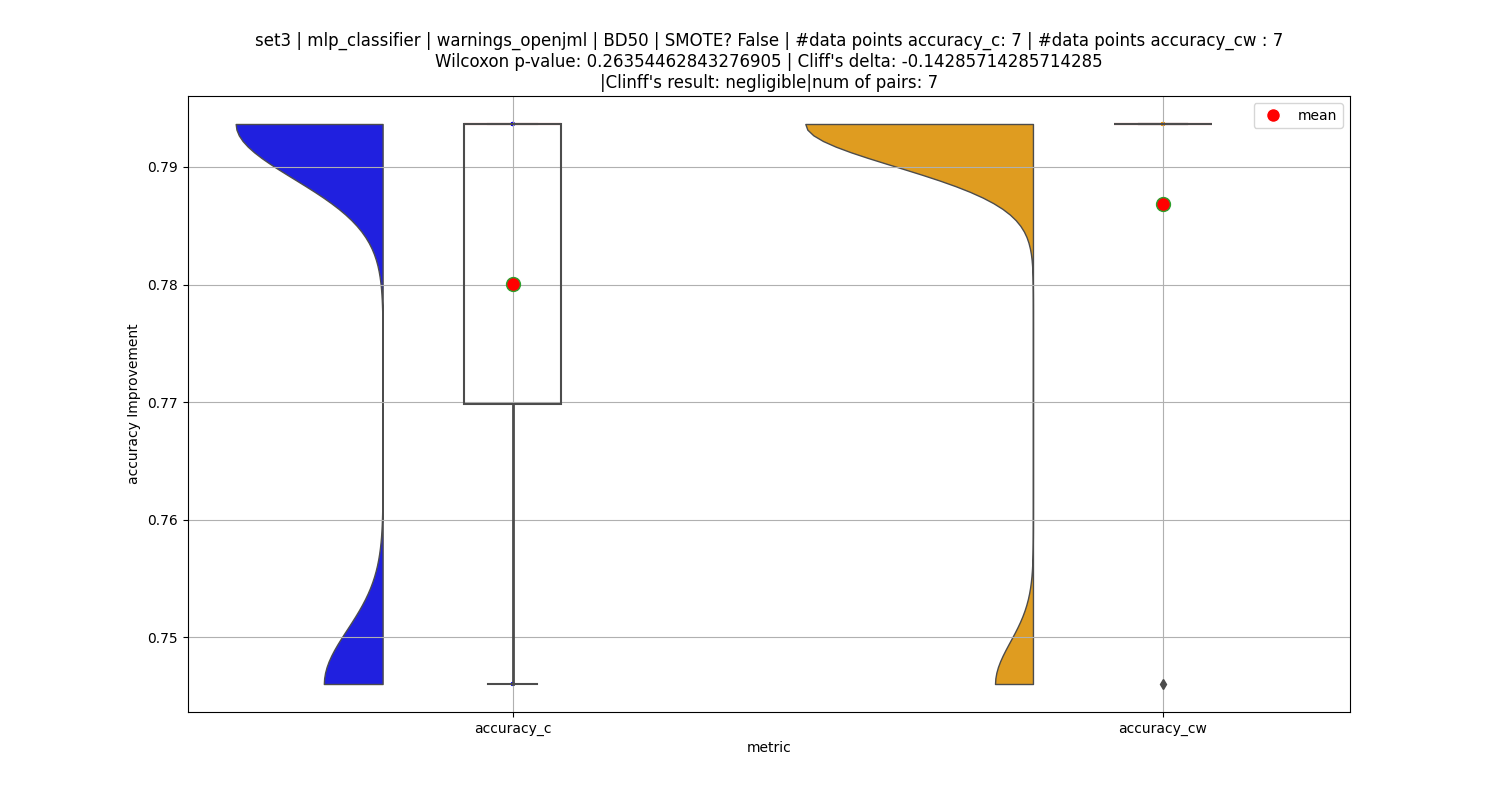 set3 | mlp_classifier | warnings_openjml | BD50 | SMOTE? False | #data points accuracy_c: 7 | #data points accuracy_cw : 7
Wilcoxon p-value: 0.26354462843276905 | Cliff's delta: -0.14285714285714285
|Clinff's result: negligible|num of pairs: 7
mean
0.79
0.78
0.77
0.76
0.75
accuracy Improvement
accuracy_c
accuracy_cw
metric